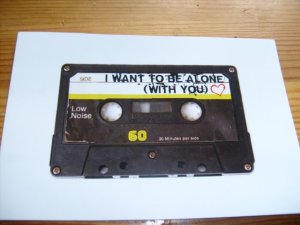 SIDE I WANT TO BE ALONE
(WITH YOU)
Low
Noise
60
30 Minutes per side